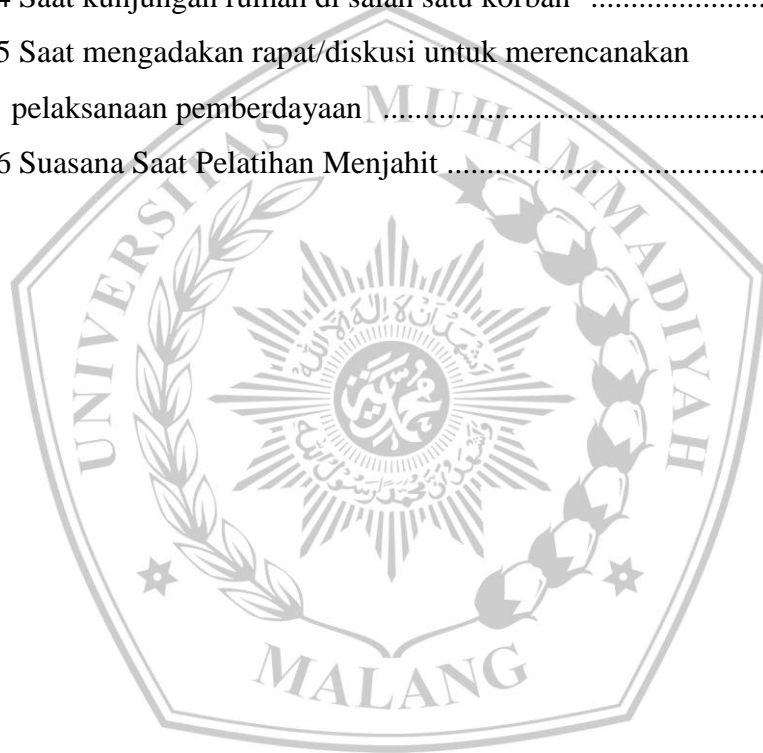 4 Saat kunjungan rumah di salah satu korban ........................
5 Saat mengadakan rapat/diskusi untuk merencanakan
pelaksanaan pemberdayaan .....................................................
6 Suasana Saat Pelatihan Menjahit ............................................
UNIVERSITAS MUHAMMADIYAH
MALANG